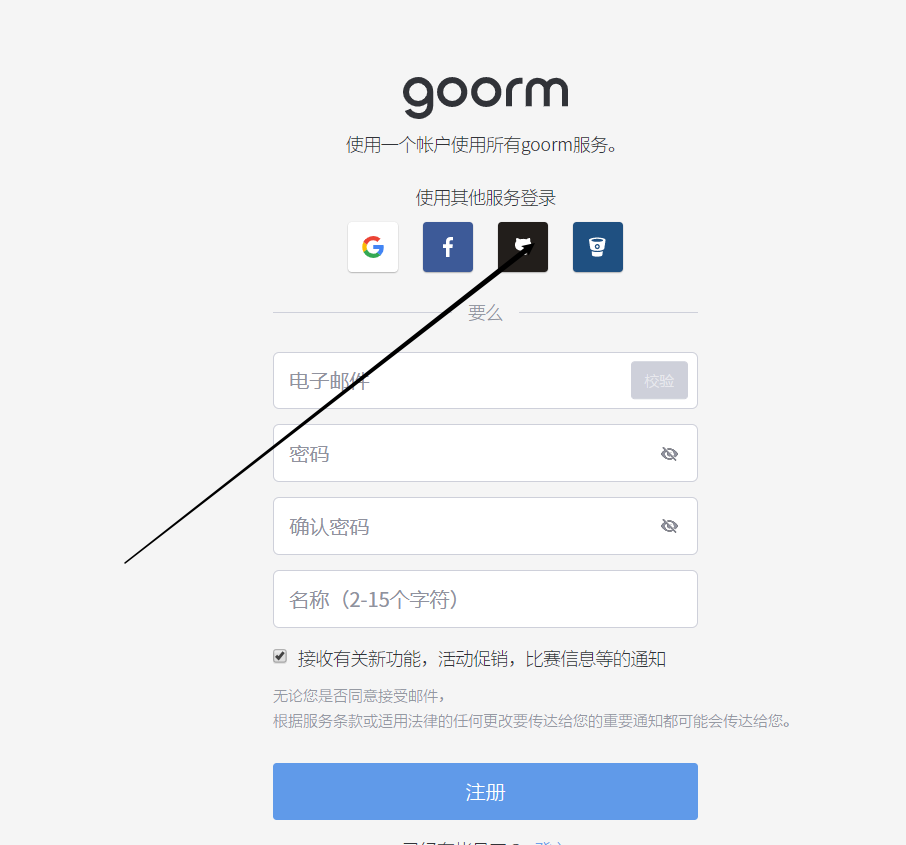 goorm
使用一个帐户使用所有goorm服务。
使用其他服务登录
要么
电子邮件
校验
密码
确认密码
名称（2-15个字符）
接收有关新功能，活动促销，比赛信息等的通知
无论您是否同意接受邮件，
根据服务条款或适用法律的任何更改要传达给您的重要通知都可能会传达给您。
注册